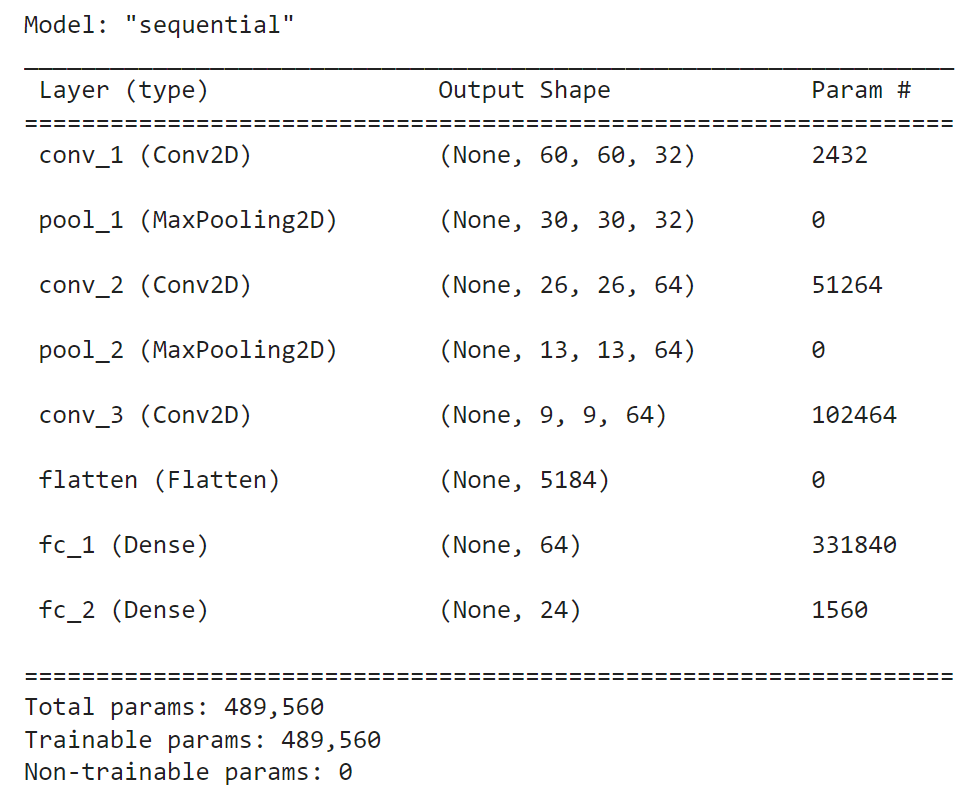 Model: "sequential"
_________________________________________________________________
Layer (type) Output Shape Param #
=================================================================
conv_1 (Conv2D) (None, 60, 60, 32) 2432
pool_1 (MaxPooling2D) (None, 30, 30, 32) 0
conv_2 (Conv2D) (None, 26, 26, 64) 51264
pool_2 (MaxPooling2D) (None, 13, 13, 64) 0
conv_3 (Conv2D) (None, 9, 9, 64) 102464
flatten (Flatten) (None, 5184) 0
fc_1 (Dense) (None, 64) 331840
fc_2 (Dense) (None, 24) 1560
=================================================================
Total params: 489,560
Trainable params: 489,560
Non-trainable params: 0